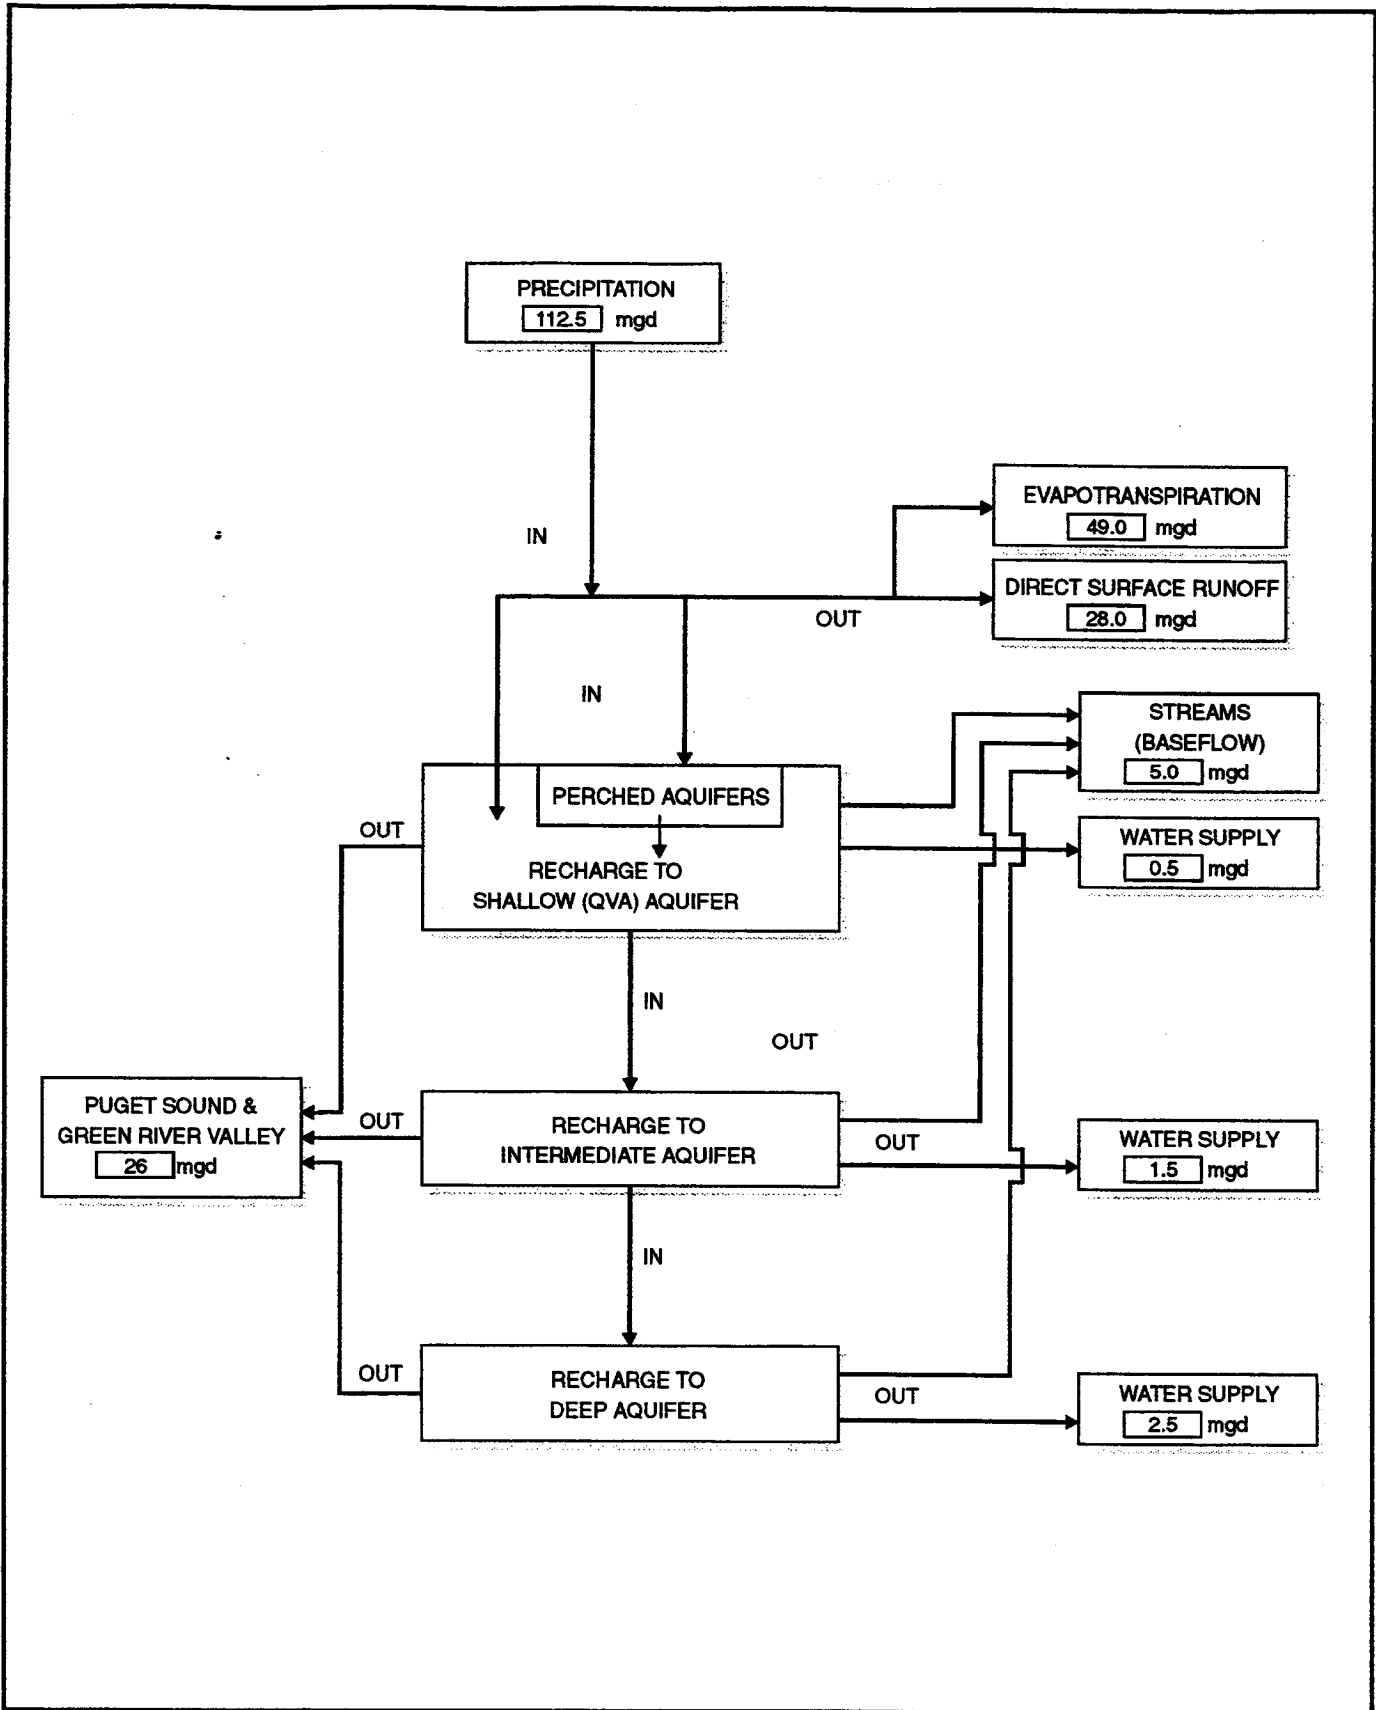 PRECIPITATION
112.5 mgd
IN
EVAPOTRANSPIRATION
49.0 mgd
DIRECT SURFACE RUNOFF
28.0 mgd
OUT
IN
STREAMS
(BASEFLOW)
5.0 mgd
PERCHED AQUIFERS
OUT
WATER SUPPLY
0.5 mgd
RECHARGE TO
SHALLOW (QVA) AQUIFER
IN
OUT
PUGET SOUND &
GREEN RIVER VALLEY
26 mgd
OUT
RECHARGE TO
INTERMEDIATE AQUIFER
OUT
WATER SUPPLY
1.5 mgd
IN
OUT
RECHARGE TO
DEEP AQUIFER
OUT
WATER SUPPLY
2.5 mgd